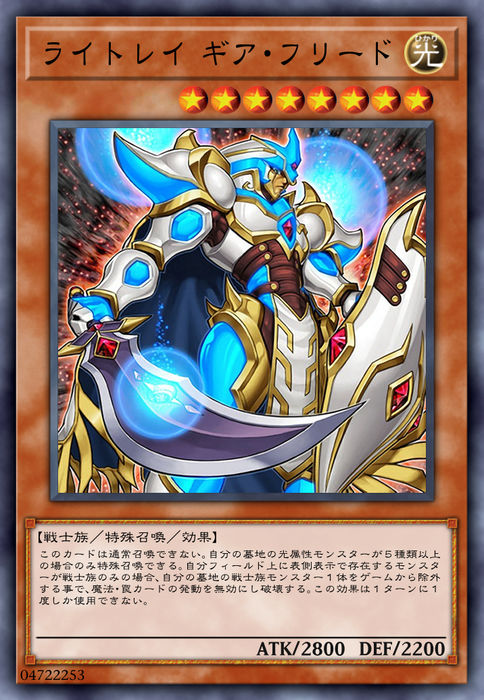 ライトレイ ギア・フリード
ひかり
光
【戦士族／特殊召喚／効果】
このカードは通常召喚できない。自分の墓地の光属性モンスターが５種類以上
の場合のみ特殊召喚できる。自分フィールド上に表側表示で存在するモンス
ターが戦士族のみの場合、自分の墓地の戦士族モンスター１体をゲームから除外
する事で、魔法・罠カードの発動を無効にし破壊する。この効果は１ターンに１
度しか使用できない。
ATK/2800 DEF/2200
04722253